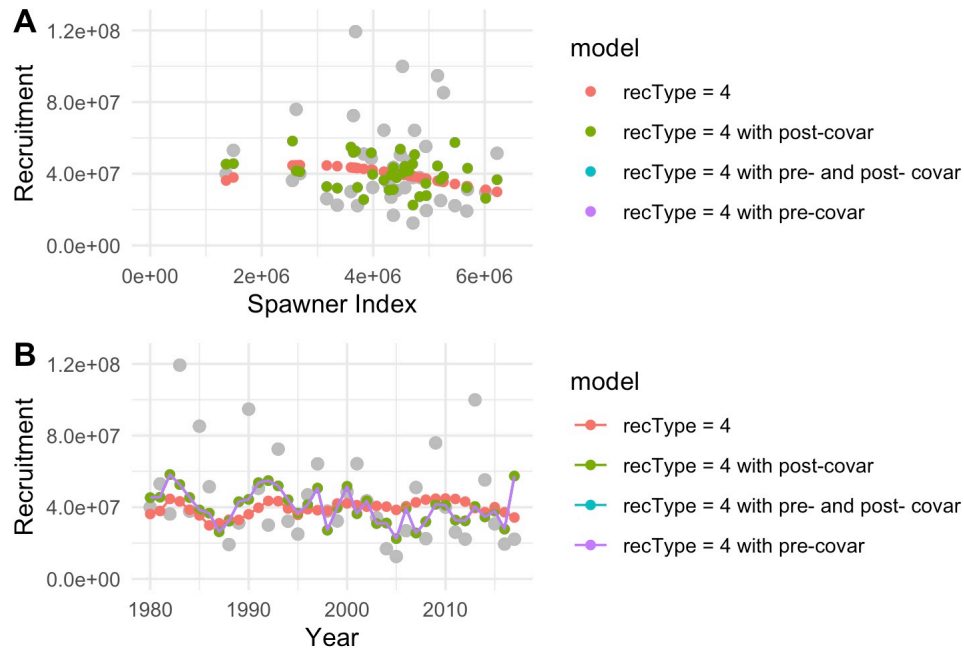 A
1.2e+08
8.0e+07
4.0e+07
0.0e+00
Recruitment
0e+00 2e+06 4e+06 6e+06
Spawner Index
model
recType = 4
recType = 4 with post-covar
recType = 4 with pre- and post- covar
recType = 4 with pre-covar
B
1.2e+08
8.0e+07
4.0e+07
0.0e+00
Recruitment
1980 1990 2000 2010
Year
model
recType = 4
recType = 4 with post-covar
recType = 4 with pre- and post- covar
recType = 4 with pre-covar